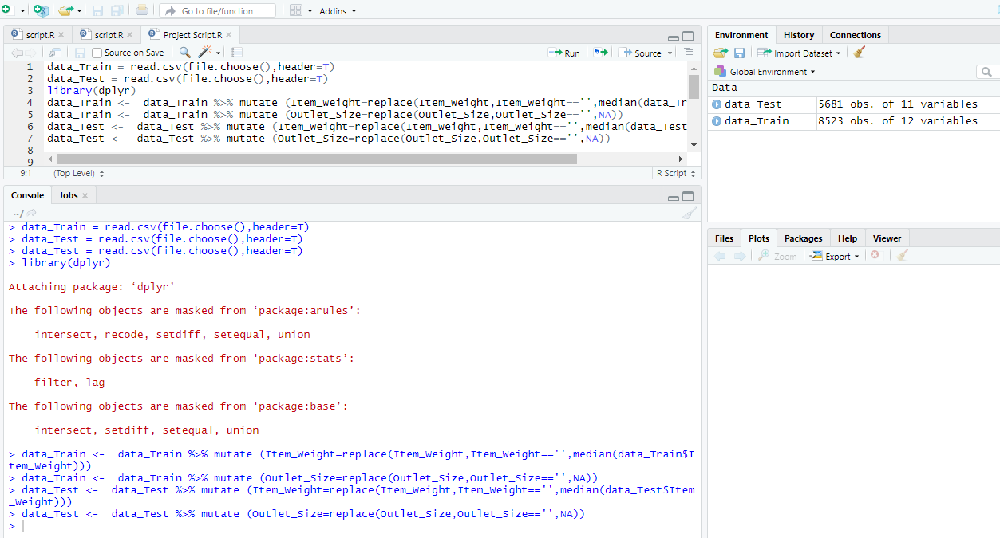 Go to file/function
Addins
script.R
script.R
Project Script.R
Source on Save
Run
Source
1 data_Train = read.csv(file.choose(),header=T)
2 data_Test = read.csv(file.choose(),header=T)
3 library(dplyr)
4 data_Train <-  data_Train %>% mutate (Item_Weight=replace(Item_Weight,Item_Weight=='',median(data_Tr
5 data_Train <-  data_Train %>% mutate (Outlet_Size=replace(Outlet_Size,Outlet_Size=='',NA))
6 data_Test <-  data_Test %>% mutate (Item_Weight=replace(Item_Weight,Item_Weight=='',median(data_Test
7 data_Test <-  data_Test %>% mutate (Outlet_Size=replace(Outlet_Size,Outlet_Size=='',NA))
8
9
9:1
(Top Level)
R Script
Console
Jobs
~/
> data_Train = read.csv(file.choose(),header=T)
> data_Test = read.csv(file.choose(),header=T)
> data_Test = read.csv(file.choose(),header=T)
> library(dplyr)
Attaching package: ‘dplyr’
The following objects are masked from ‘package:arules’:
intersect, recode, setdiff, setequal, union
The following objects are masked from ‘package:stats’:
filter, lag
The following objects are masked from ‘package:base’:
intersect, setdiff, setequal, union
> data_Train <-  data_Train %>% mutate (Item_Weight=replace(Item_Weight,Item_Weight=='',median(data_Train$I
tem_Weight)))
> data_Train <-  data_Train %>% mutate (Outlet_Size=replace(Outlet_Size,Outlet_Size=='',NA))
> data_Test <-  data_Test %>% mutate (Item_Weight=replace(Item_Weight,Item_Weight=='',median(data_Test$Item
_Weight)))
> data_Test <-  data_Test %>% mutate (Outlet_Size=replace(Outlet_Size,Outlet_Size=='',NA))
>
Environment
History
Connections
Import Dataset
Global Environment
Data
data_Test 5681 obs. of 11 variables
data_Train 8523 obs. of 12 variables
Files
Plots
Packages
Help
Viewer
Zoom
Export